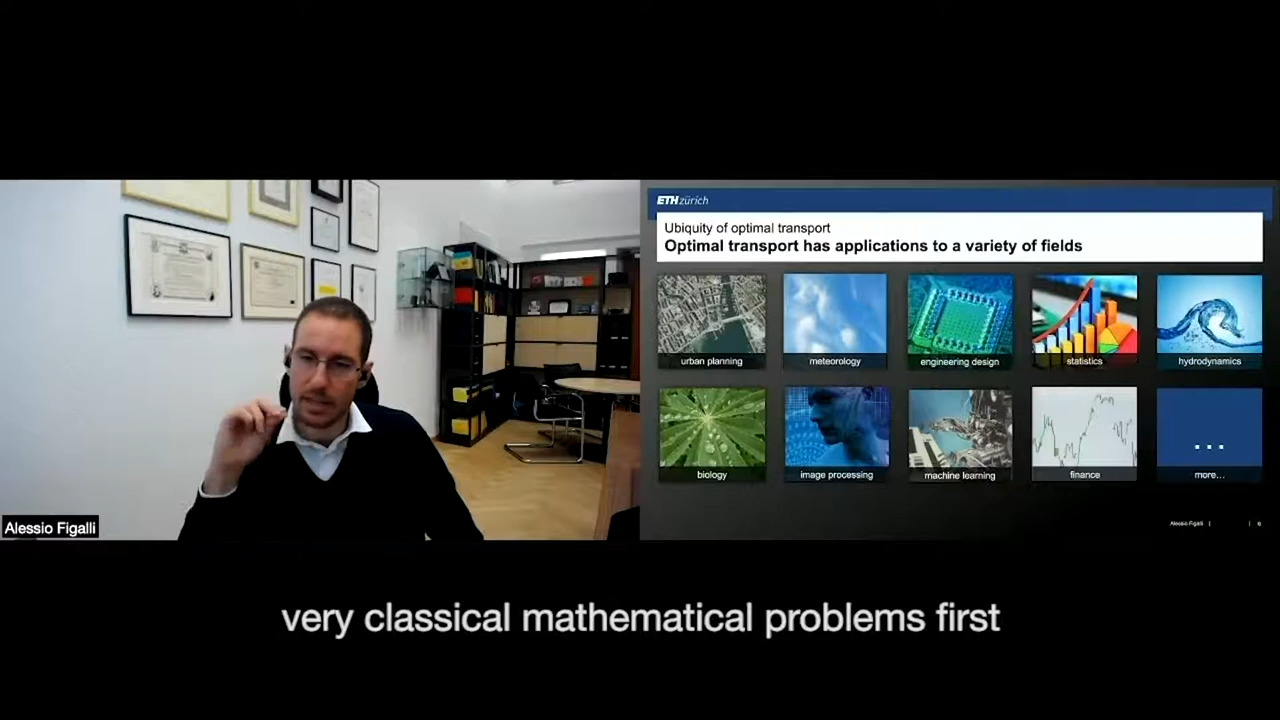 ETH zürich
Ubiquity of optimal transport
Optimal transport has applications to a variety of fields
urban planning
meteorology
engineering design
statistics
hydrodynamics
biology
image processing
machine learning
finance
...
more...
Alessio Figalli | | 6
Alessio Figalli
very classical mathematical problems first